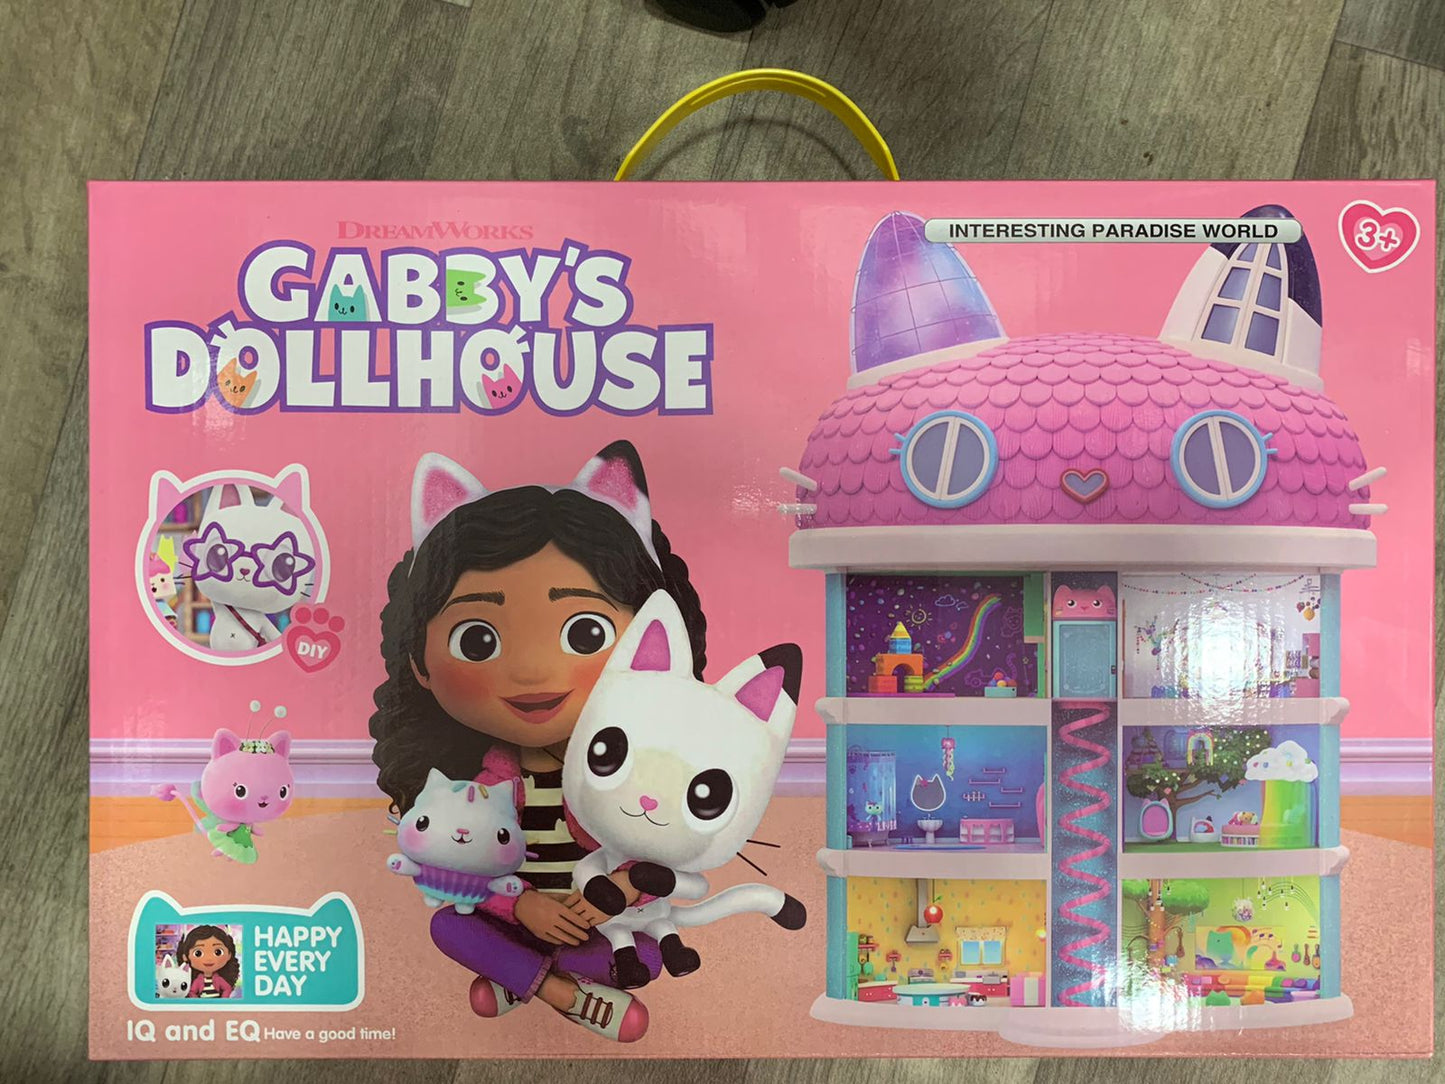 DREAMWORKS
GABBY'S
DOLLHOUSE
INTERESTING PARADISE WORLD
3+
DIY
HAPPY
EVERY
DAY
IQ and EQ Have a good time!